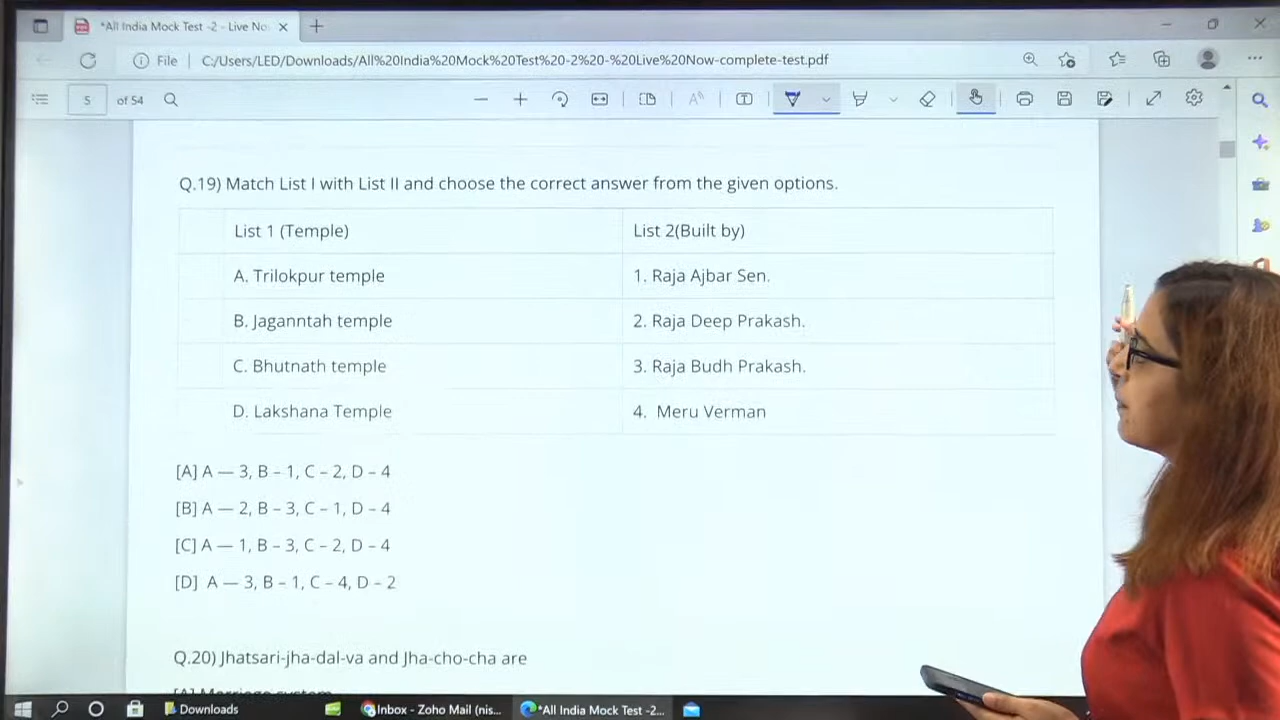 *All India Mock Test -2 - Live No
File
C:/Users/LED/Downloads/All%20India%20Mock%20Test%20-2%20-%20Live%20Now-complete-test.pdf
5 of 54
Q.19) Match List I with List II and choose the correct answer from the given options.
List 1 (Temple) List 2(Built by)
A. Trilokpur temple 1. Raja Ajbar Sen.
B. Jaganntah temple 2. Raja Deep Prakash.
C. Bhutnath temple 3. Raja Budh Prakash.
D. Lakshana Temple 4. Meru Verman
[A] A — 3, B – 1, C – 2, D – 4
[B] A — 2, B – 3, C – 1, D – 4
[C] A — 1, B – 3, C – 2, D – 4
[D] A — 3, B – 1, C – 4, D – 2
Q.20) Jhatsari-jha-dal-va and Jha-cho-cha are
[A] Marriage system
Downloads Inbox - Zoho Mail (nis... *All India Mock Test -2...